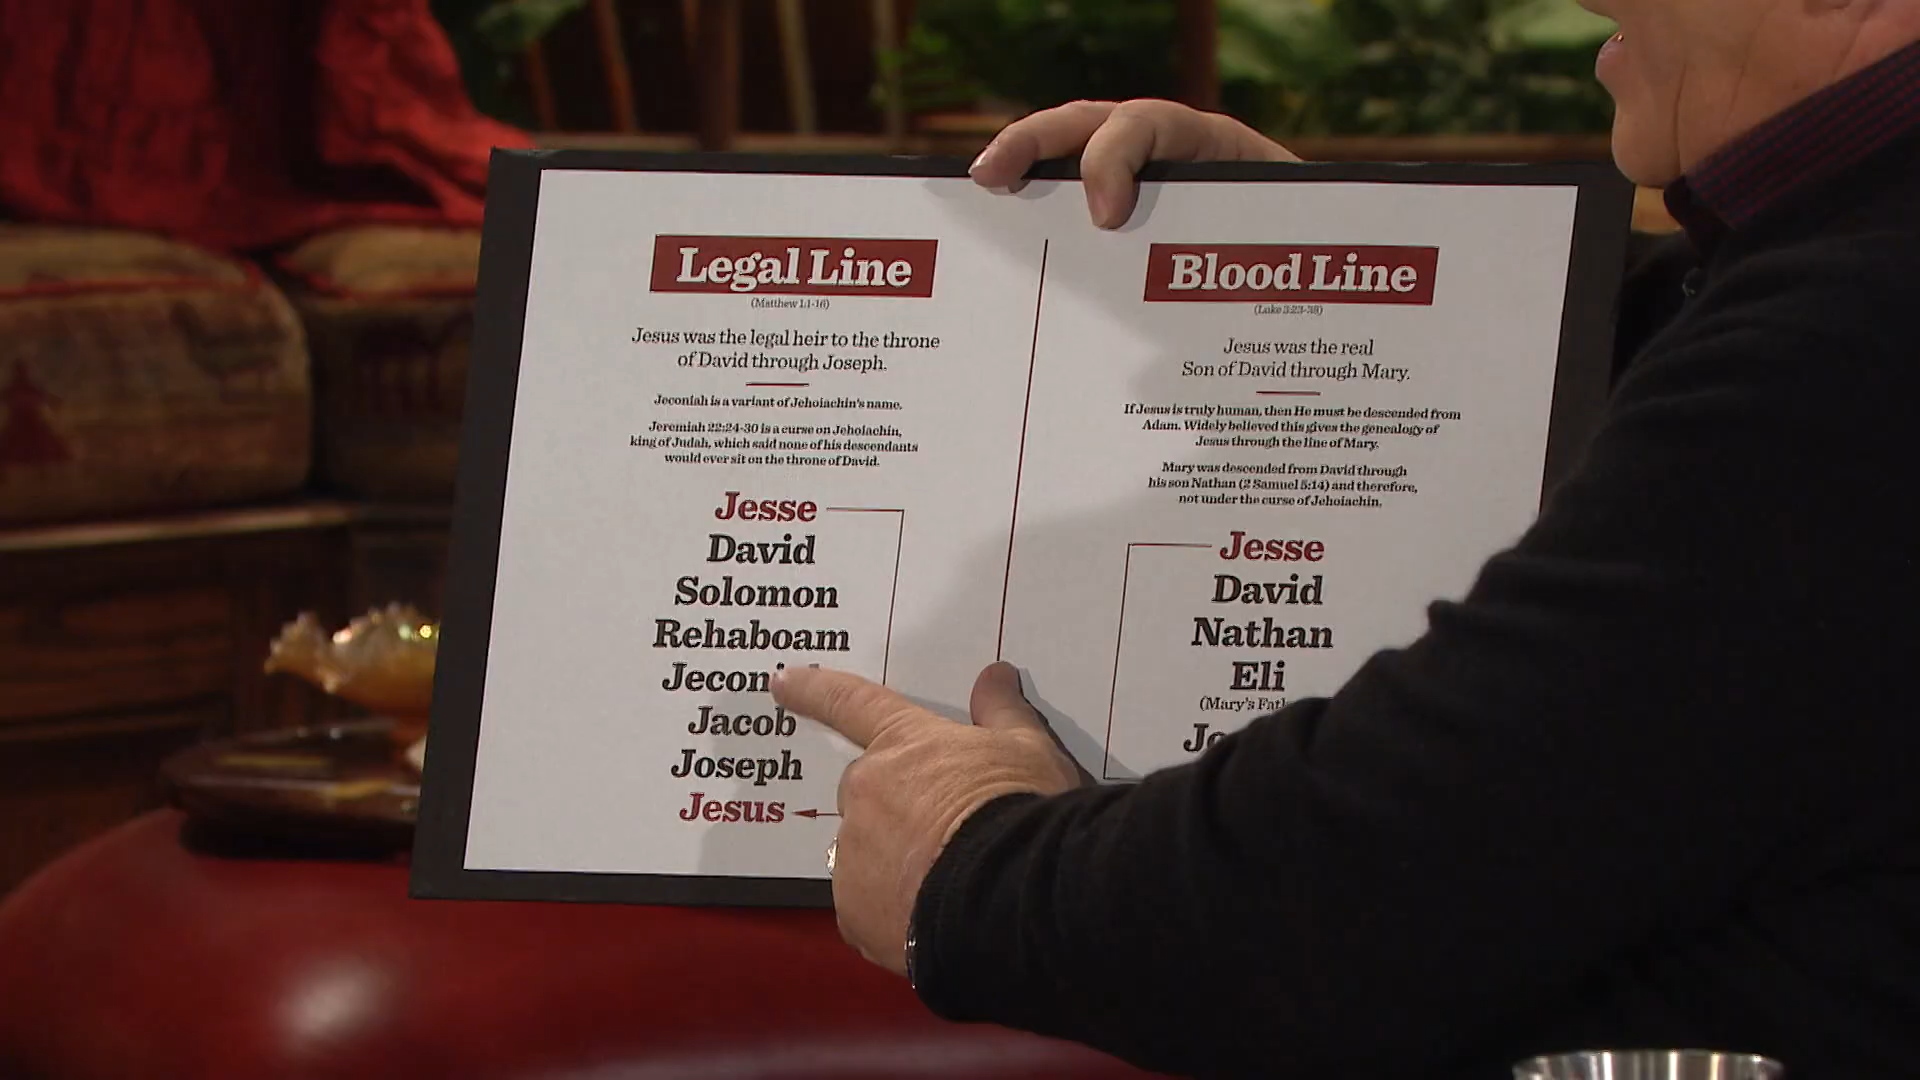 Legal Line
(Matthew 1:1-16)
Jesus was the legal heir to the throne
of David through Joseph.
Jeconiah is a variant of Jehoiachin's name.
Jeremiah 22:24-30 is a curse on Jehoiachin,
king of Judah, which said none of his descendants
would ever sit on the throne of David.
Jesse
David
Solomon
Rehaboam
Jacob
Joseph
Jesus
Blood Line
(Luke 3:23-38)
Jesus was the real
Son of David through Mary.
If Jesus is truly human, then He must be descended from
Adam. Widely believed this gives the genealogy of
Jesus through the line of Mary.
Mary was descended from David through
his son Nathan (2 Samuel 5:14) and therefore,
not under the curse of Jehoiachin.
Jesse
David
Nathan
Eli
(Mary's